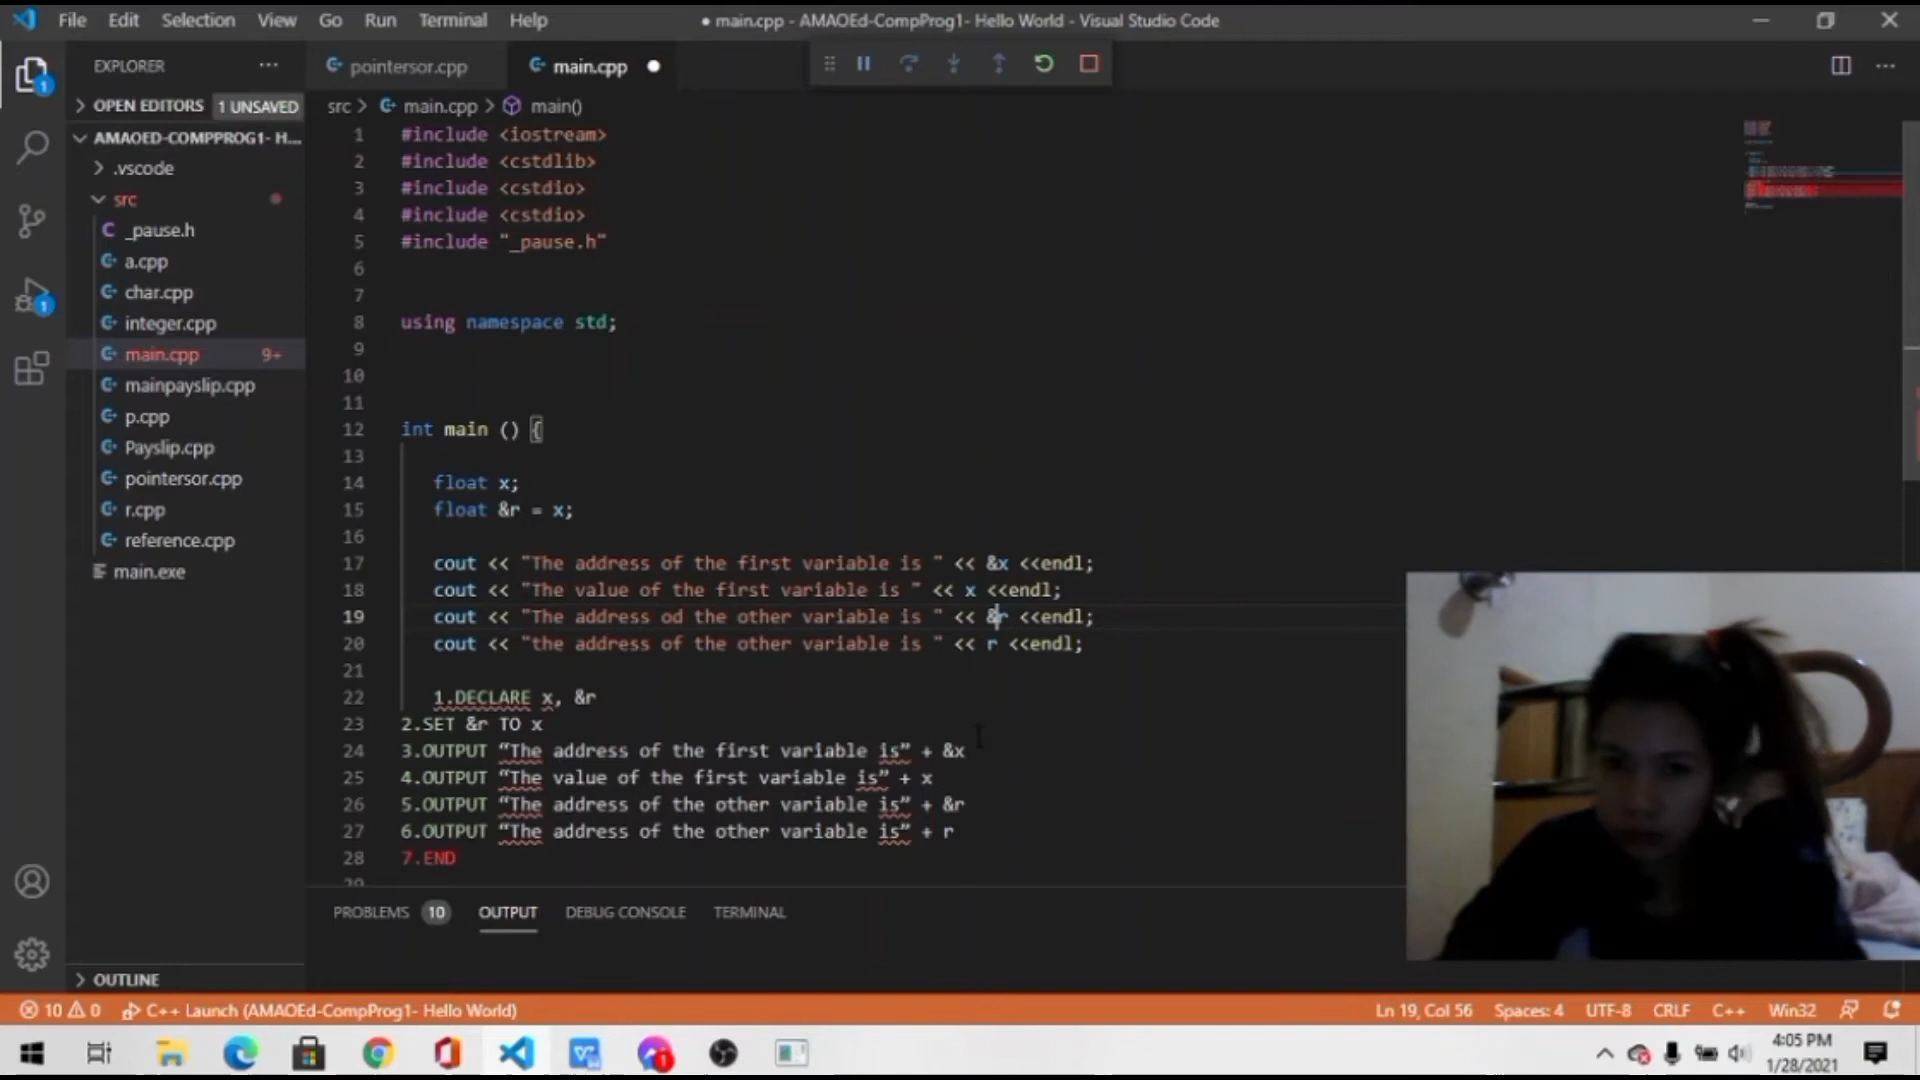 File Edit Selection View Go Run Terminal Help
● main.cpp - AMAOEd-CompProg1- Hello World - Visual Studio Code
EXPLORER
pointersor.cpp
main.cpp
OPEN EDITORS 1 UNSAVED
AMAOED-COMPPROG1- H...
.vscode
src
_pause.h
a.cpp
char.cpp
integer.cpp
main.cpp 9+
mainpayslip.cpp
p.cpp
Payslip.cpp
pointersor.cpp
r.cpp
reference.cpp
main.exe
OUTLINE
src > main.cpp > main()
1 #include <iostream>
2 #include <cstdlib>
3 #include <cstdio>
4 #include <cstdio>
5 #include "_pause.h"
6
7
8 using namespace std;
9
10
11
12 int main () {
13
14 float x;
15 float &r = x;
16
17 cout << "The address of the first variable is " << &x <<endl;
18 cout << "The value of the first variable is " << x <<endl;
19 cout << "The address od the other variable is " << &r <<endl;
20 cout << "the address of the other variable is " << r <<endl;
21
22 1.DECLARE x, &r
23 2.SET &r TO x
24 3.OUTPUT “The address of the first variable is” + &x
25 4.OUTPUT “The value of the first variable is” + x
26 5.OUTPUT “The address of the other variable is” + &r
27 6.OUTPUT “The address of the other variable is” + r
28 7.END
29
PROBLEMS 10 OUTPUT DEBUG CONSOLE TERMINAL
10 0 C++ Launch (AMAOEd-CompProg1- Hello World)
Ln 19, Col 56 Spaces: 4 UTF-8 CRLF C++ Win32
4:05 PM
1/28/2021